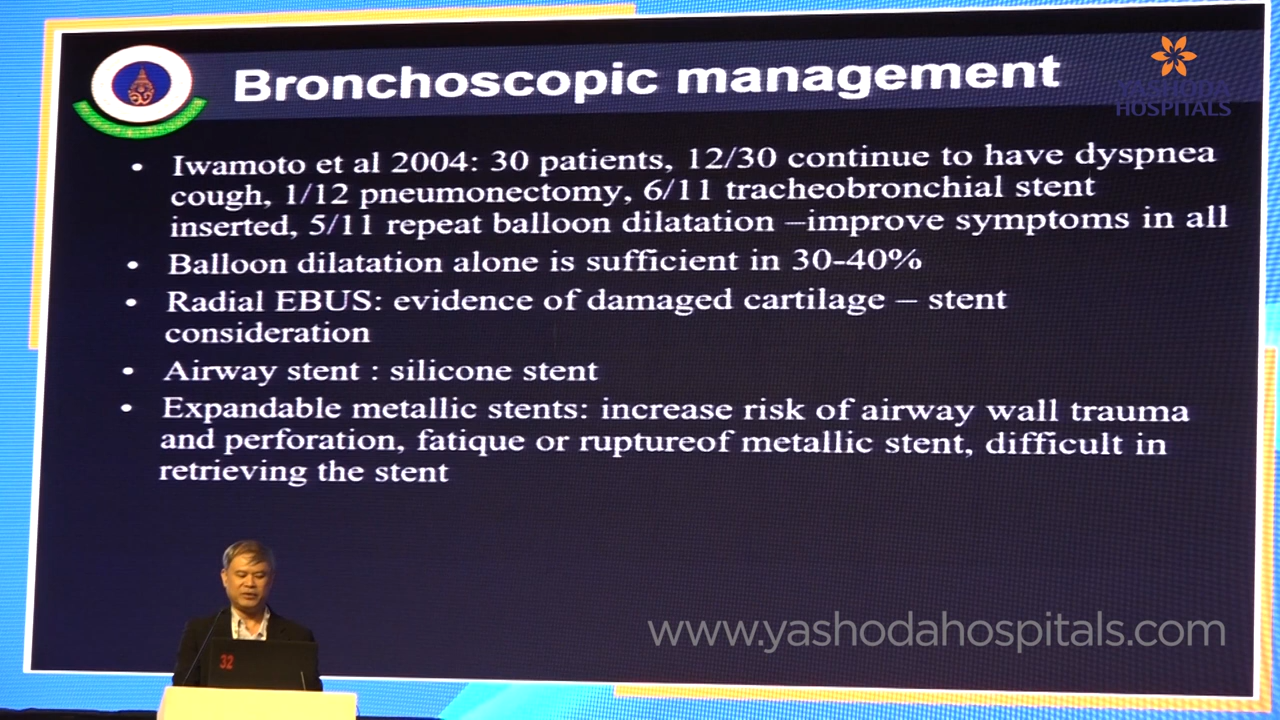 Bronchoscopic management
YASHODA
HOSPITALS
• Iwamoto et al 2004: 30 patients, 12/30 continue to have dyspnea
cough, 1/12 pneumonectomy, 6/11 tracheobronchial stent
inserted, 5/11 repeat balloon dilatation –improve symptoms in all
• Balloon dilatation alone is sufficient in 30-40%
• Radial EBUS: evidence of damaged cartilage – stent
consideration
• Airway stent : silicone stent
• Expandable metallic stents: increase risk of airway wall trauma
and perforation, fatique or ruptureof metallic stent, difficult in
retrieving the stent
www.yashodahospitals.com
32